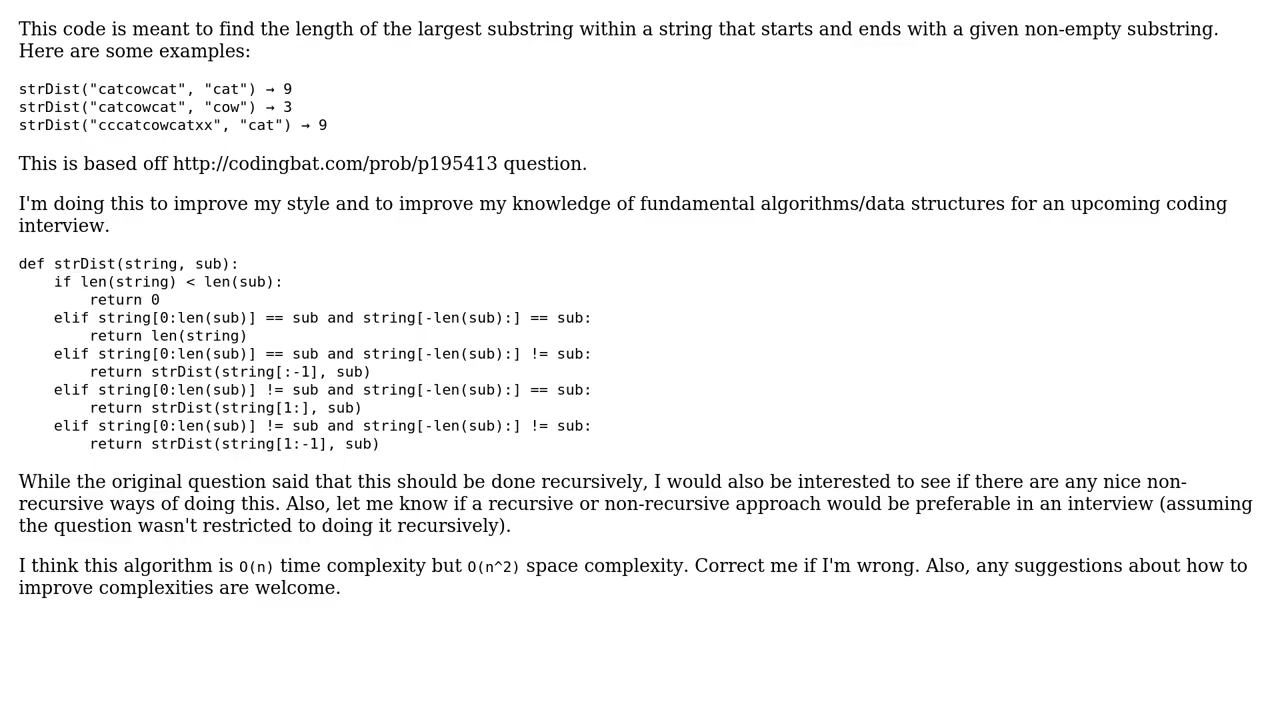 This code is meant to find the length of the largest substring within a string that starts and ends with a given non-empty substring.
Here are some examples:
strDist("catcowcat", "cat") → 9
strDist("catcowcat", "cow") → 3
strDist("cccatcowcatxx", "cat") → 9
This is based off http://codingbat.com/prob/p195413 question.
I'm doing this to improve my style and to improve my knowledge of fundamental algorithms/data structures for an upcoming coding
interview.
def strDist(string, sub):
    if len(string) < len(sub):
        return 0
    elif string[0:len(sub)] == sub and string[-len(sub):] == sub:
        return len(string)
    elif string[0:len(sub)] == sub and string[-len(sub):] != sub:
        return strDist(string[:-1], sub)
    elif string[0:len(sub)] != sub and string[-len(sub):] == sub:
        return strDist(string[1:], sub)
    elif string[0:len(sub)] != sub and string[-len(sub):] != sub:
        return strDist(string[1:-1], sub)
While the original question said that this should be done recursively, I would also be interested to see if there are any nice non-
recursive ways of doing this. Also, let me know if a recursive or non-recursive approach would be preferable in an interview (assuming
the question wasn't restricted to doing it recursively).
I think this algorithm is O(n) time complexity but O(n^2) space complexity. Correct me if I'm wrong. Also, any suggestions about how to
improve complexities are welcome.